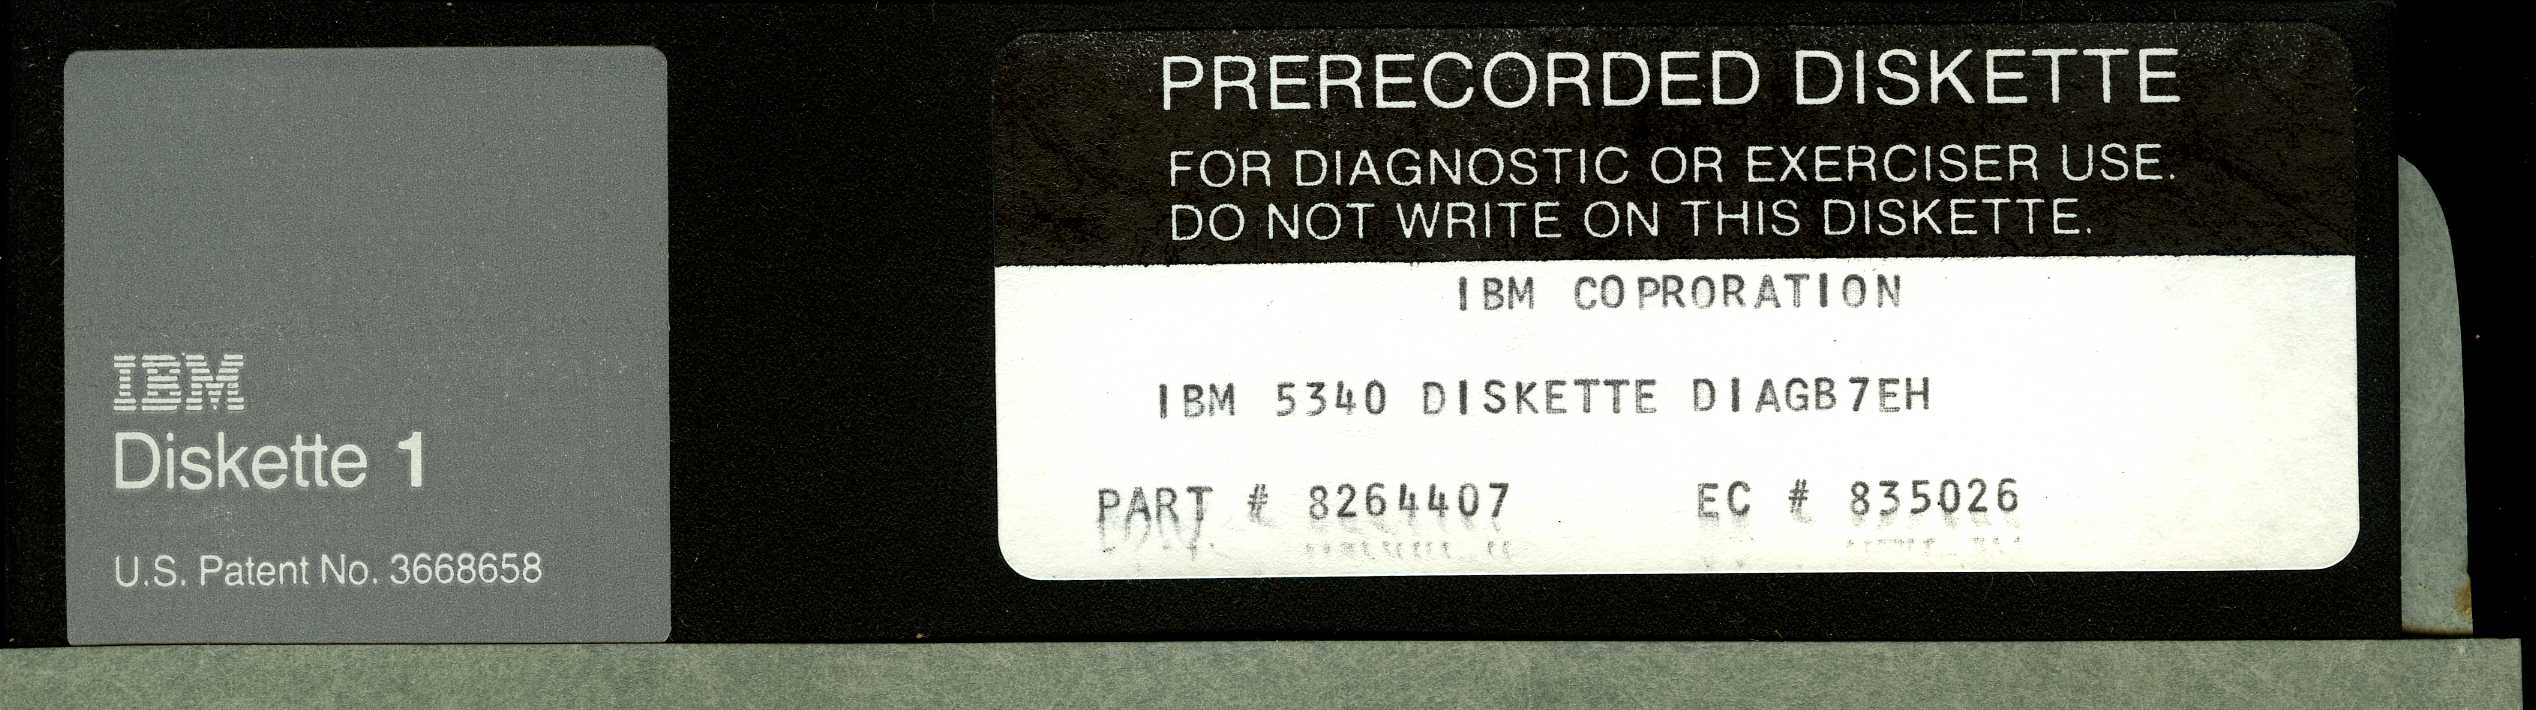 IBM
Diskette 1
U.S. Patent No. 3668658
PRERECORDED DISKETTE
FOR DIAGNOSTIC OR EXERCISER USE.
DO NOT WRITE ON THIS DISKETTE.
IBM COPRORATION
IBM 5340 DISKETTE DIAGB7EH
PART # 8264407 EC # 835026